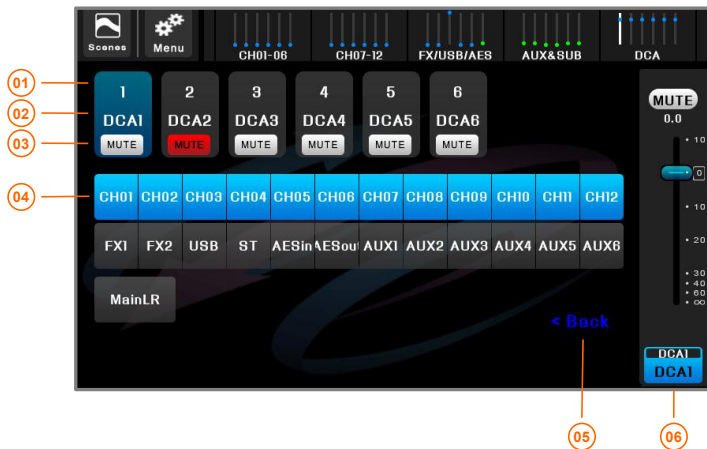 Scenes Menu CH01-06 CH07-12 FX/USB/AES AUX&SUB DCA
01 1 2 3 4 5 6
02 DCA1 DCA2 DCA3 DCA4 DCA5 DCA6
03 MUTE MUTE MUTE MUTE MUTE MUTE
04 CH01 CH02 CH03 CH04 CH05 CH06 CH07 CH08 CH09 CH10 CH11 CH12
FX1 FX2 USB ST AESin AESout AUX1 AUX2 AUX3 AUX4 AUX5 AUX6
MainLR
< Back
MUTE
0.0
10
0
10
20
30
40
60
∞
DCA1
DCA1
05 06